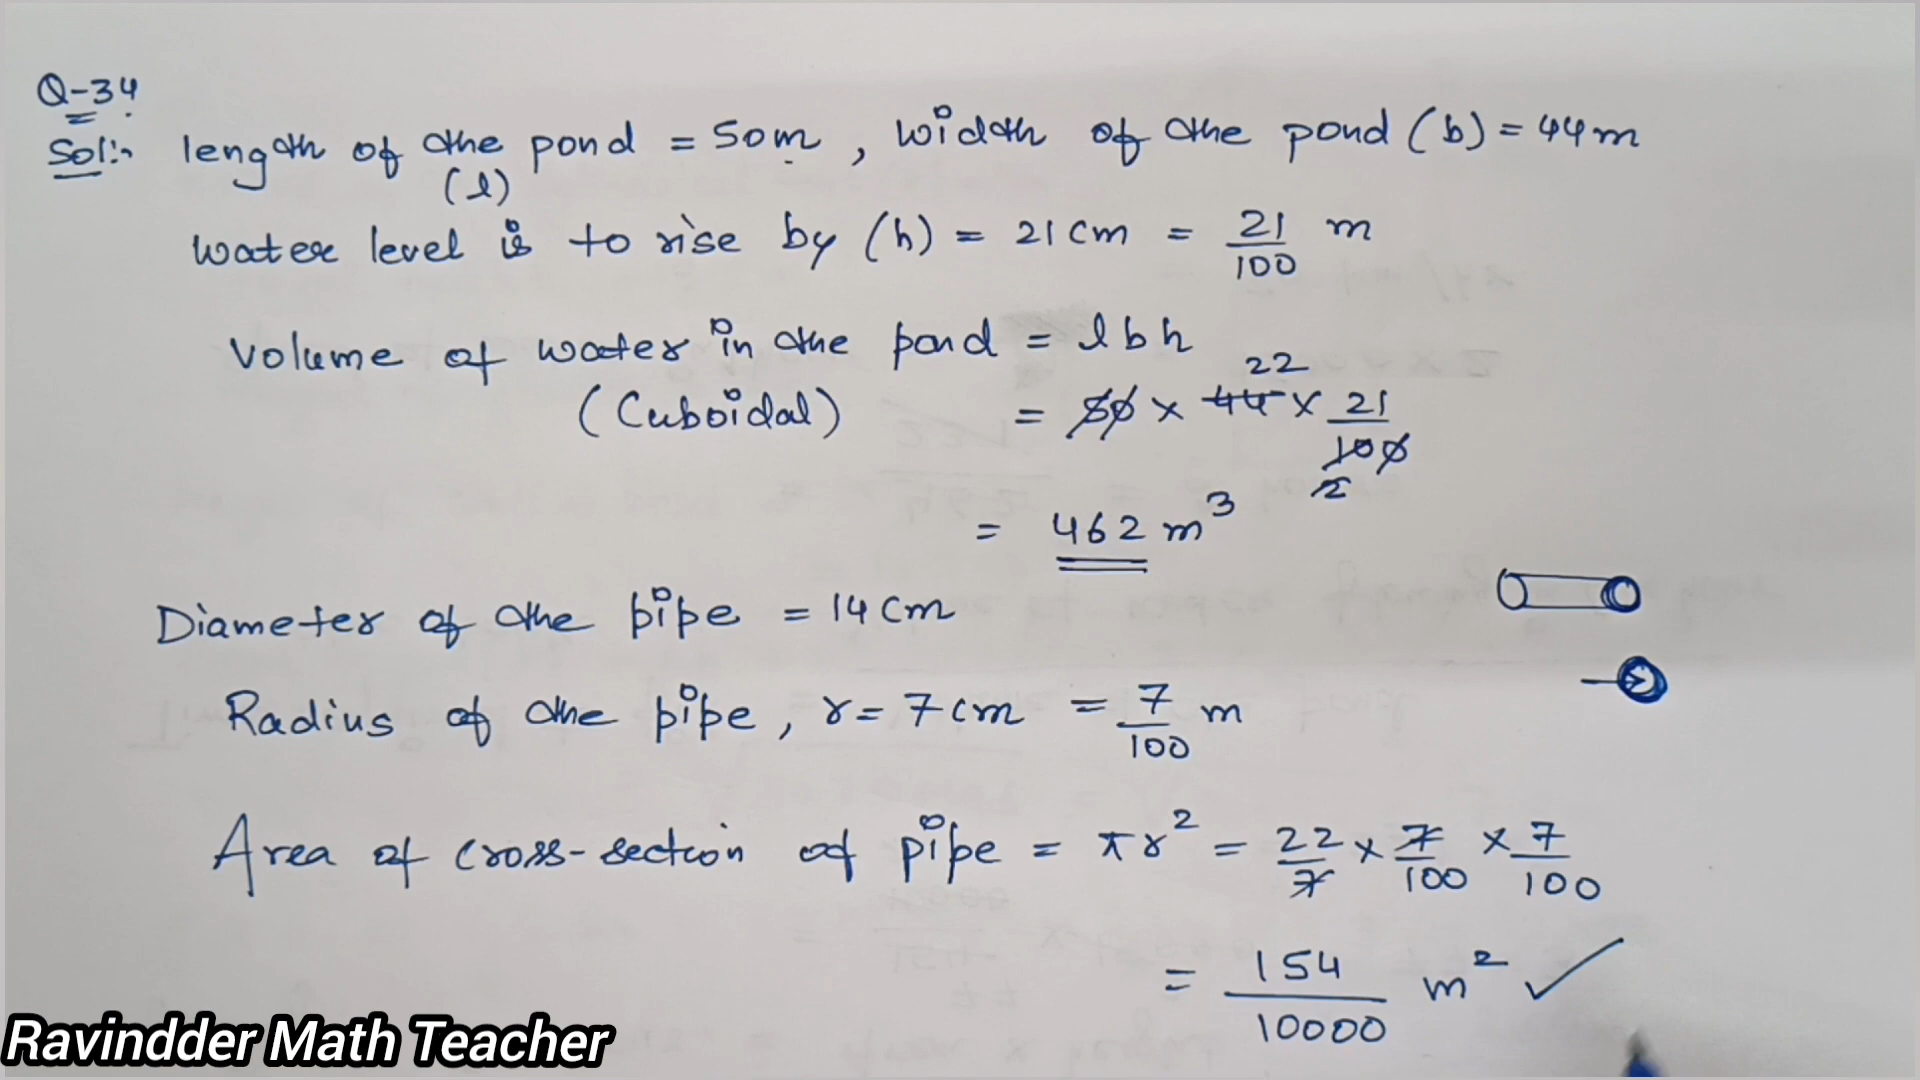 Q-34
Sol:n length of the pond = 50m, width of the pond (b) = 44m
(l)
water level is to rise by (h) = 21 cm = 21/100 m
Volume of water in the pond = l b h
(Cuboidal) = 50 x 44 x 21/100
22
2
= 462 m³
Diameter of the pipe = 14 cm
Radius of the pipe, r = 7 cm = 7/100 m
Area of cross-section of pipe = πr² = 22/7 x 7/100 x 7/100
= 154/10000 m² ✓
Ravindder Math Teacher